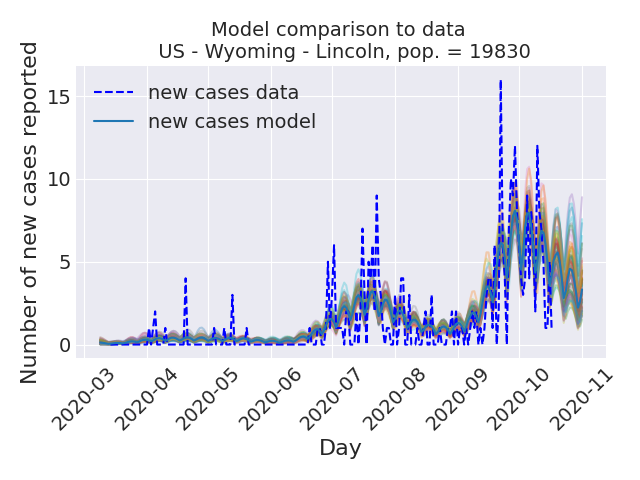 Model comparison to data
US - Wyoming - Lincoln, pop. = 19830
new cases data
new cases model
Number of new cases reported
15
10
5
0
2020-03
2020-04
2020-05
2020-06
2020-07
2020-08
2020-09
2020-10
2020-11
Day